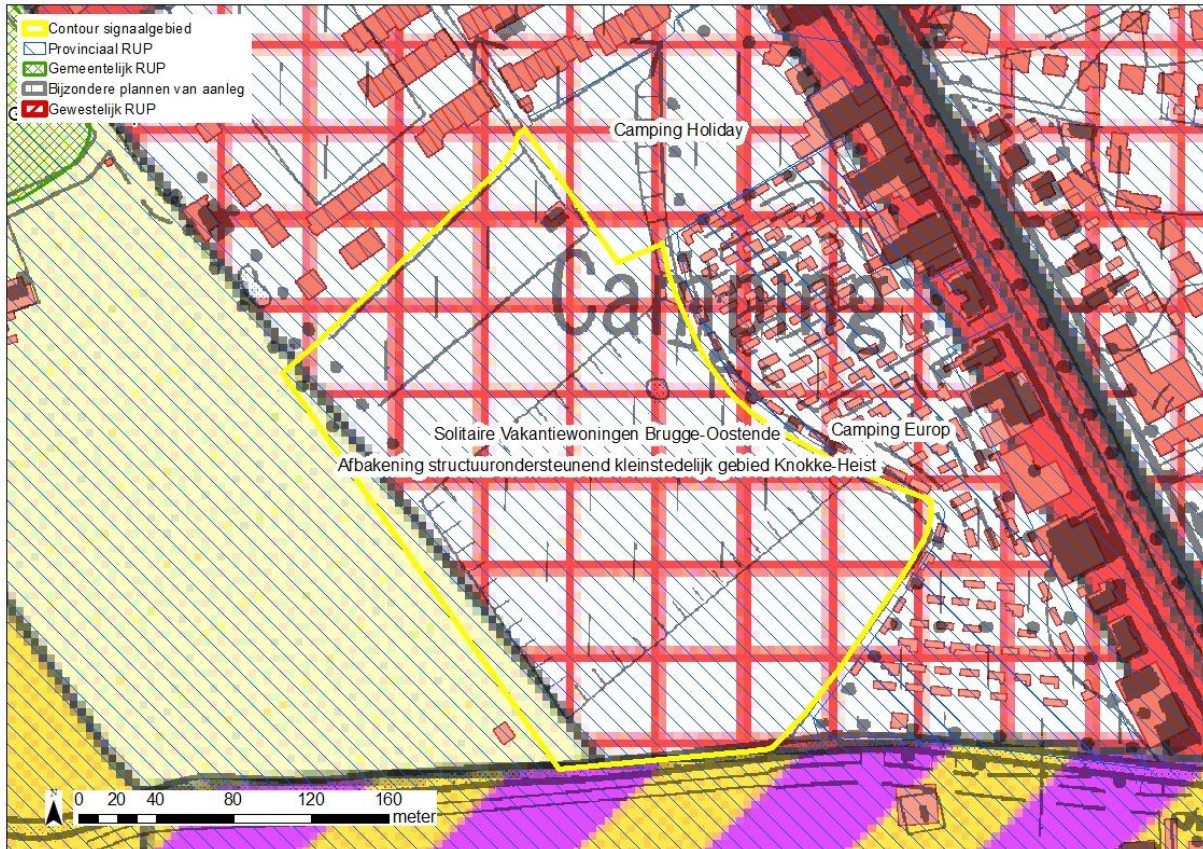 Contour signaalgebied
Provinciaal RUP
Gemeentelijk RUP
Bijzondere plannen van aanleg
Gewestelijk RUP
G
Camping Holiday
Camping
Solitaire Vakantiewoningen Brugge-Oostende
Camping Europ
Afbakening structuurondersteunend kleinstedelijk gebied Knokke-Heist
N
0 20 40 80 120 160
meter